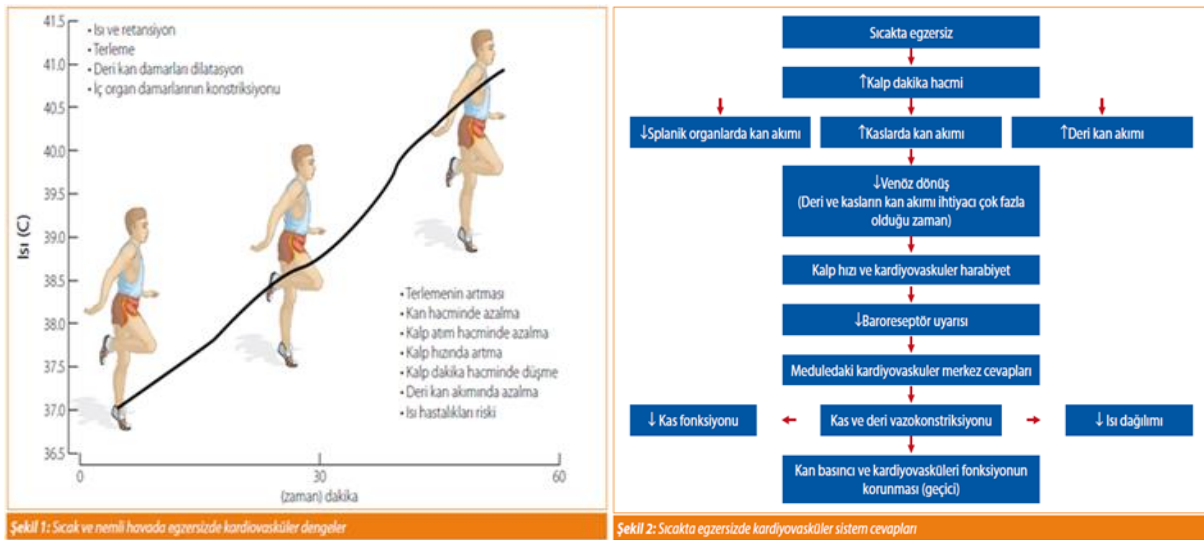 41.5
41.0
40.5
40.0
39.5
39.0
38.5
38.0
37.5
37.0
36.5
Isı (C)
• Isı ve retansiyon
• Terleme
• Deri kan damarları dilatasyon
• İç organ damarlarının konstriksiyonu
• Terlemenin artması
• Kan hacminde azalma
• Kalp atım hacminde azalma
• Kalp hızında artma
• Kalp dakika hacminde düşme
• Deri kan akımında azalma
• Isı hastalıkları riski
0
30
60
(zaman) dakika
Şekil 1: Sıcak ve nemli havada egzersizde kardiovasküler dengeler
Sıcakta egzersiz
↑Kalp dakika hacmi
↓Splanik organlarda kan akımı
↑Kaslarda kan akımı
↑Deri kan akımı
↓Venöz dönüş
(Deri ve kasların kan akımı ihtiyacı çok fazla
olduğu zaman)
Kalp hızı ve kardiyovaskuler harabiyet
↓Baroreseptör uyarısı
Meduledaki kardiyovaskuler merkez cevapları
↓ Kas fonksiyonu
Kas ve deri vazokonstriksiyonu
↓ Isı dağılımı
Kan basıncı ve kardiyovasküleri fonksiyonun
korunması (geçici)
Şekil 2: Sıcakta egzersizde kardiyovasküler sistem cevapları